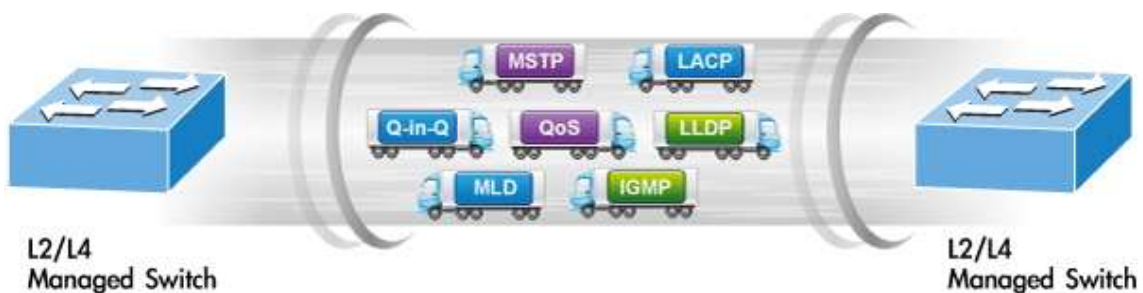 MSTP
LACP
Q-in-Q
QoS
LLDP
MLD
IGMP
L2/L4
Managed Switch
L2/L4
Managed Switch